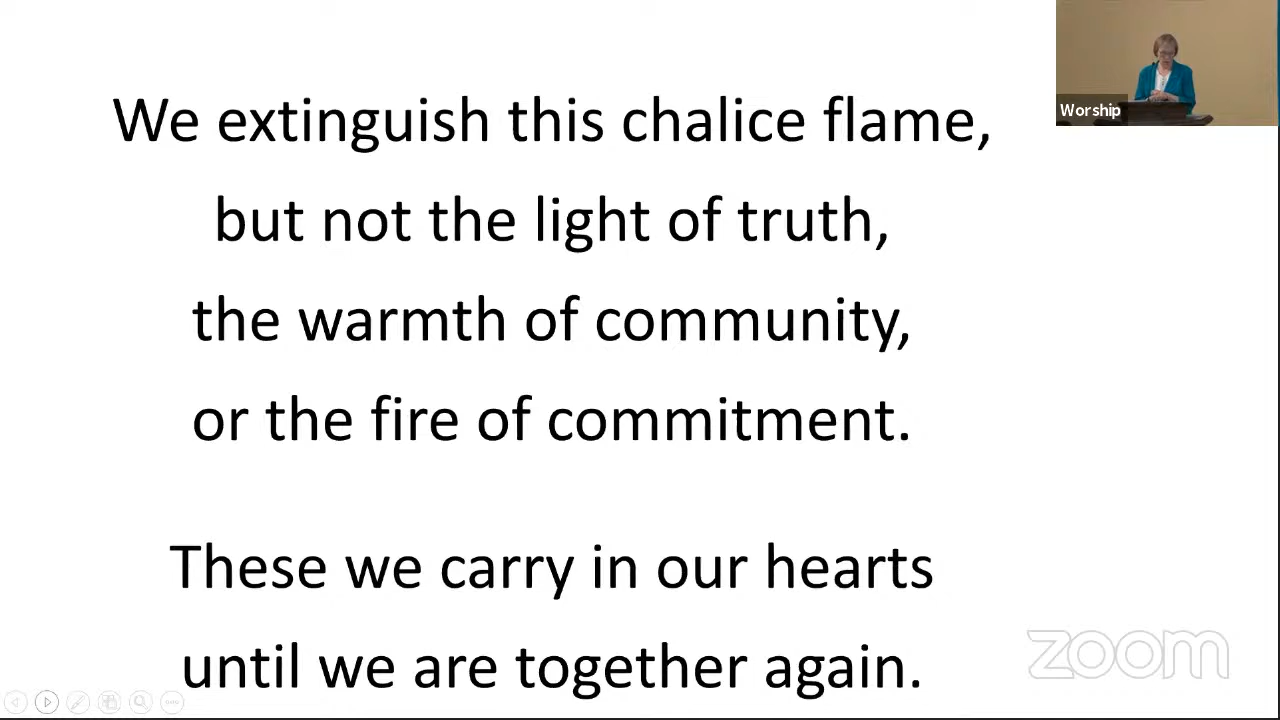 We extinguish this chalice flame,
but not the light of truth,
the warmth of community,
or the fire of commitment.
These we carry in our hearts
until we are together again.
Worship
zoom